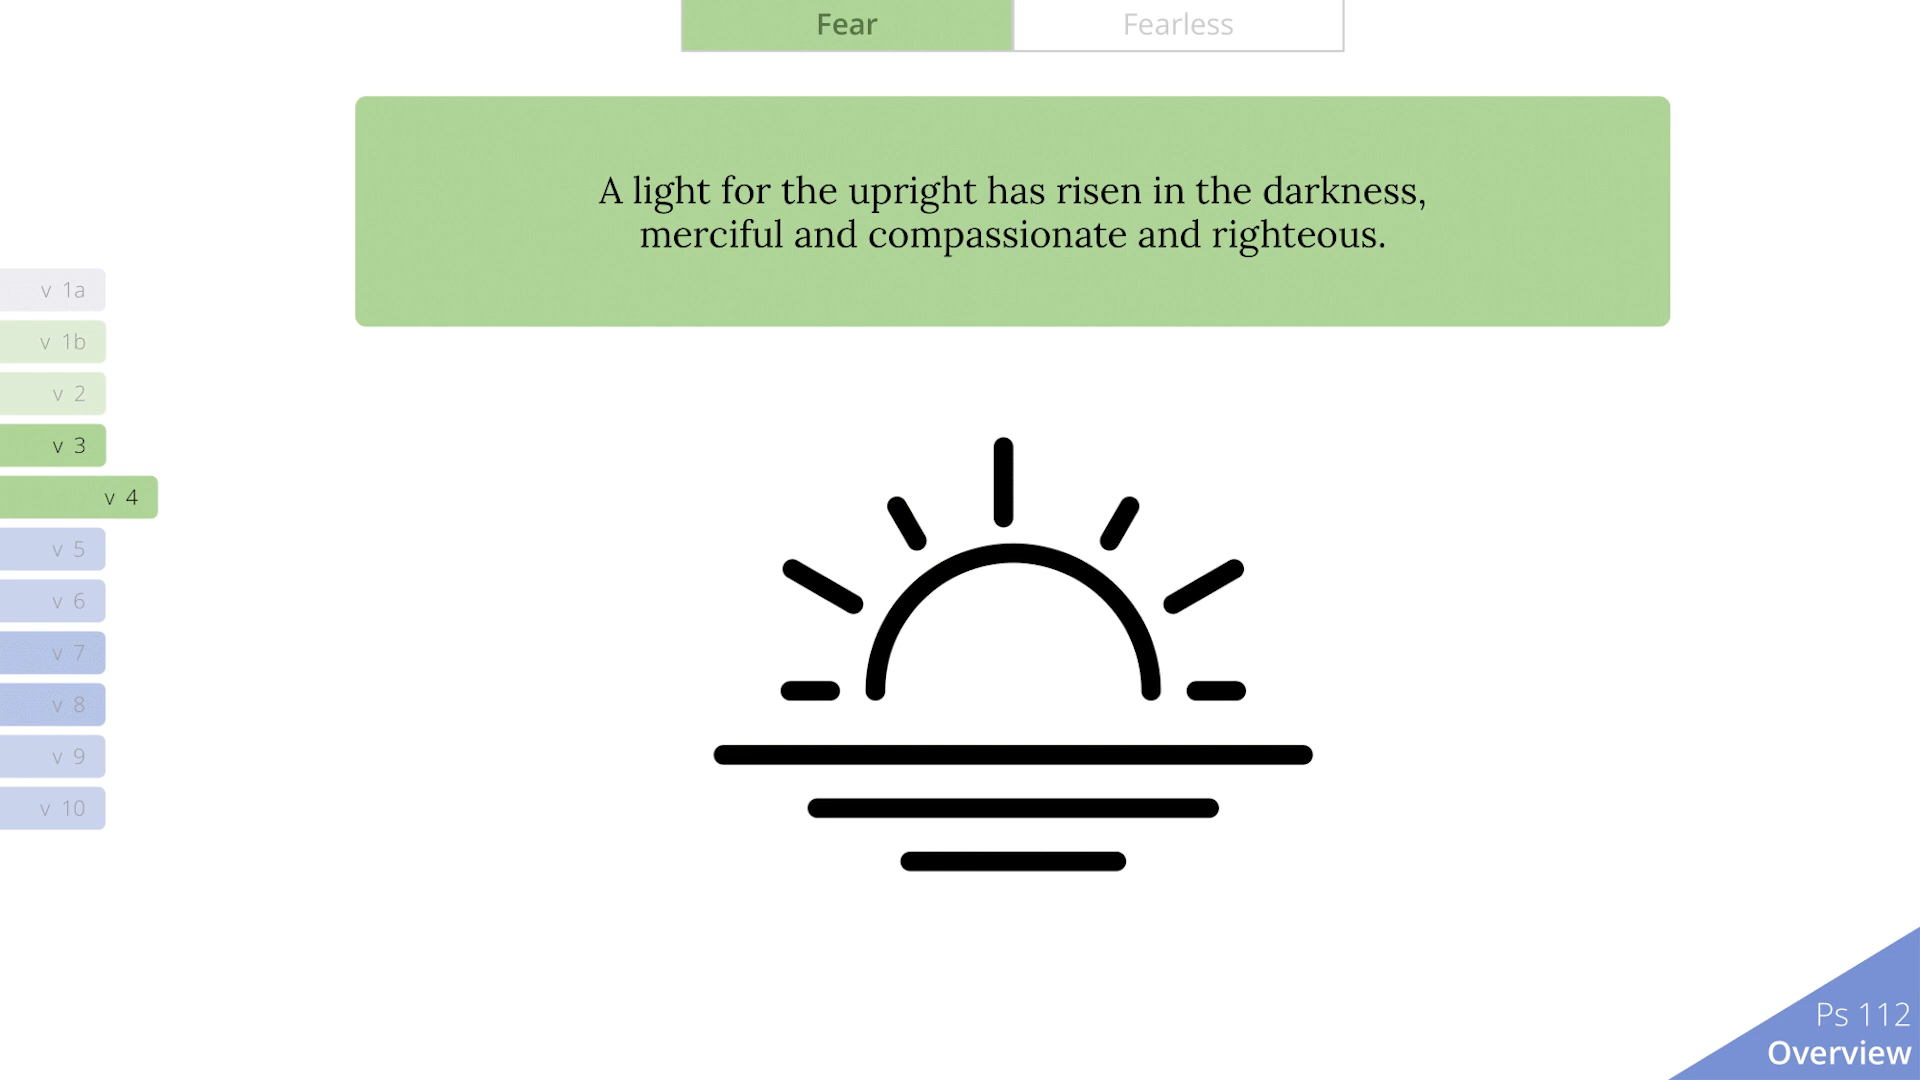 Fear
Fearless
A light for the upright has risen in the darkness,
merciful and compassionate and righteous.
v 1a
v 1b
v 2
v 3
v 4
v 5
v 6
v 7
v 8
v 9
v 10
Ps 112
Overview